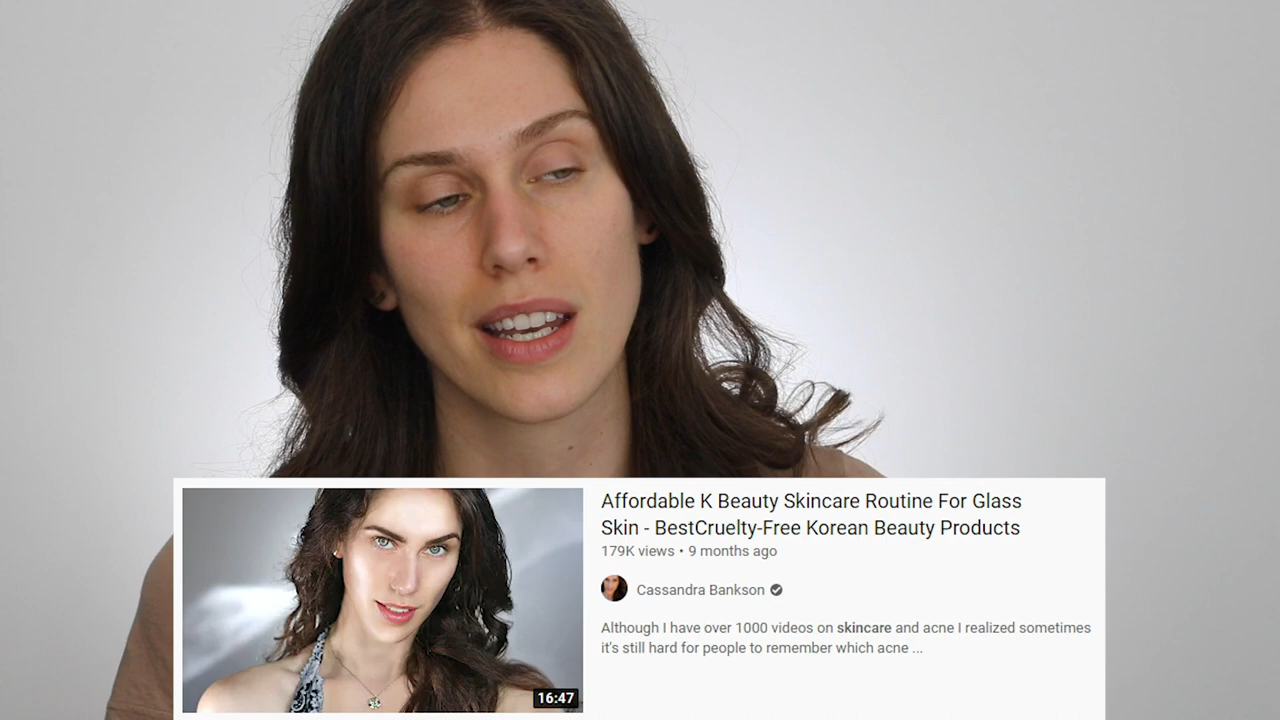 Affordable K Beauty Skincare Routine For Glass
Skin - BestCruelty-Free Korean Beauty Products
179K views • 9 months ago
Cassandra Bankson
Although I have over 1000 videos on skincare and acne I realized sometimes
it's still hard for people to remember which acne ...
16:47